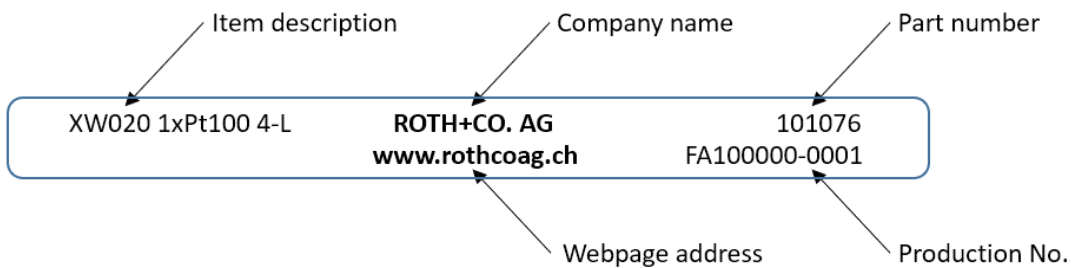 Item description Company name Part number
XW020 1xPt100 4-L ROTH+CO. AG 101076
www.rothcoag.ch FA100000-0001
Webpage address Production No.